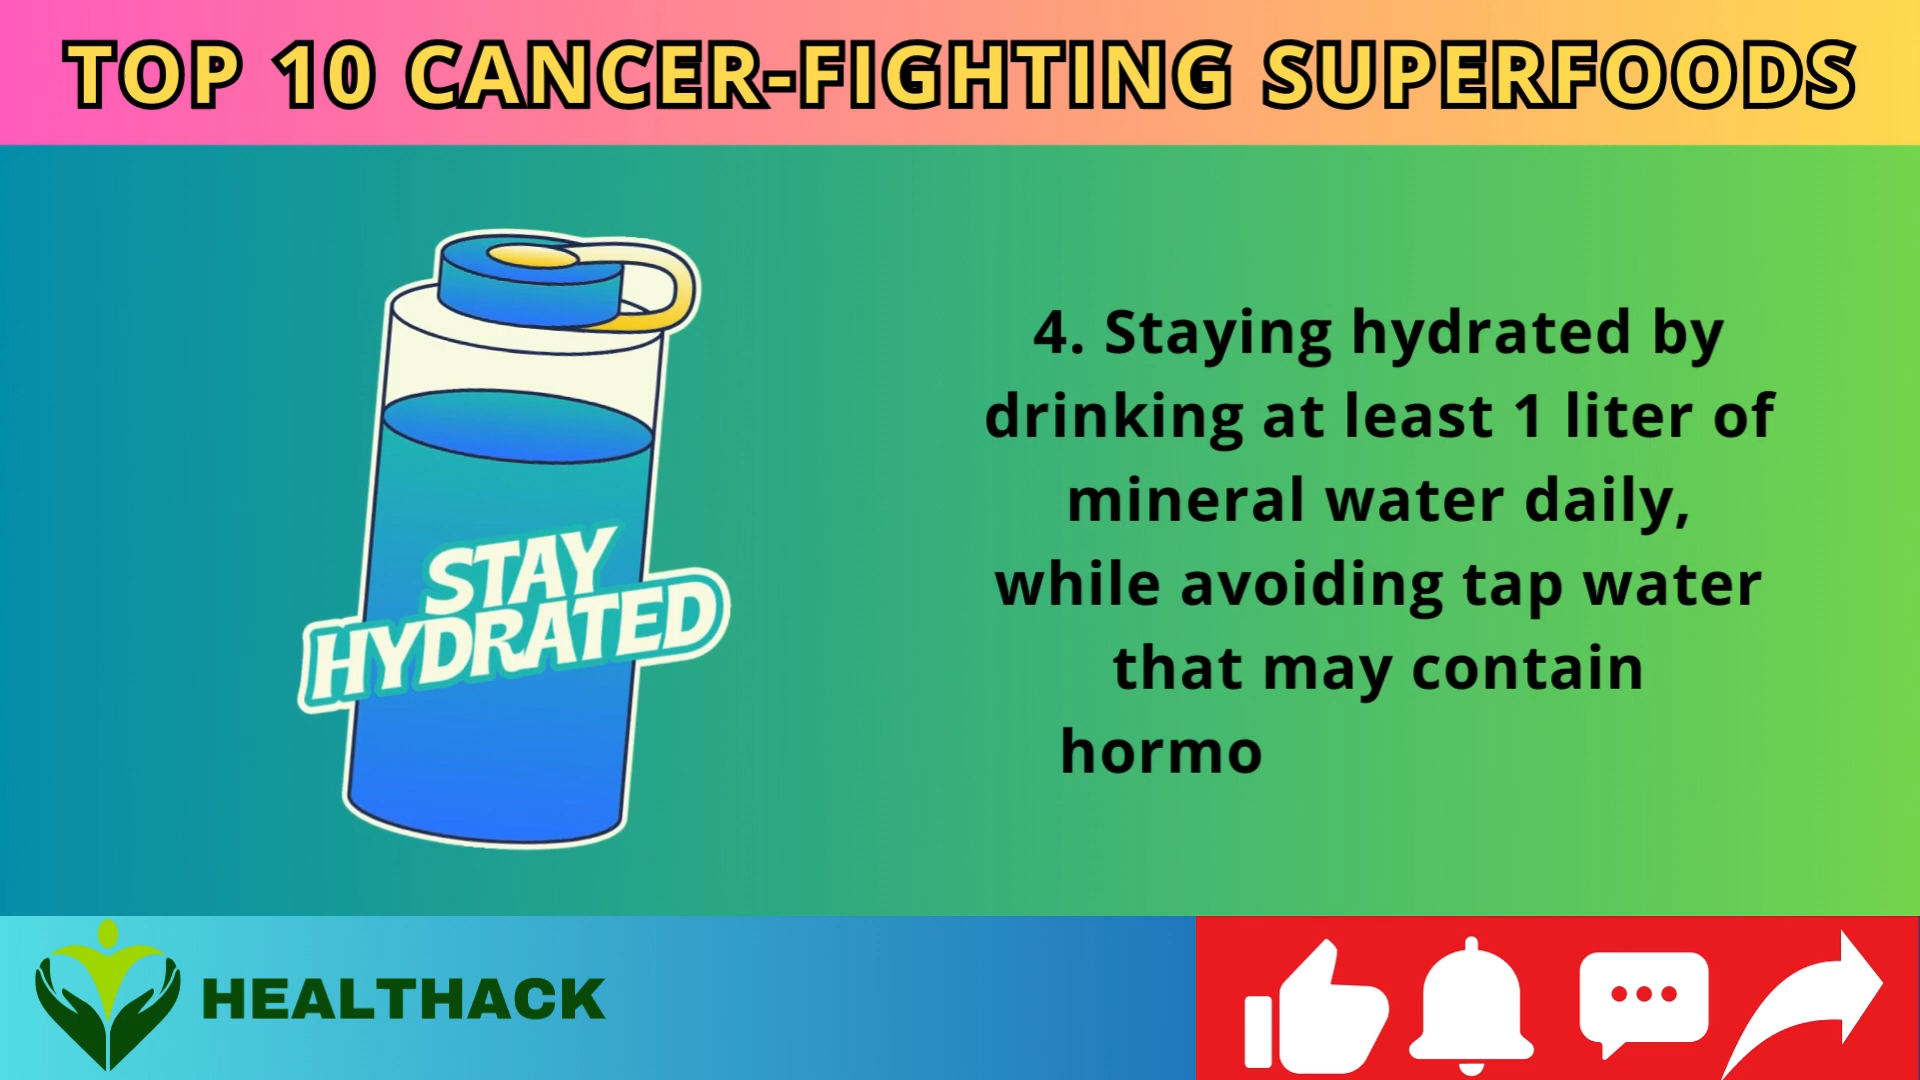 TOP 10 CANCER-FIGHTING SUPERFOODS
STAY
HYDRATED
4. Staying hydrated by
drinking at least 1 liter of
mineral water daily,
while avoiding tap water
that may contain
hormo
HEALTHACK